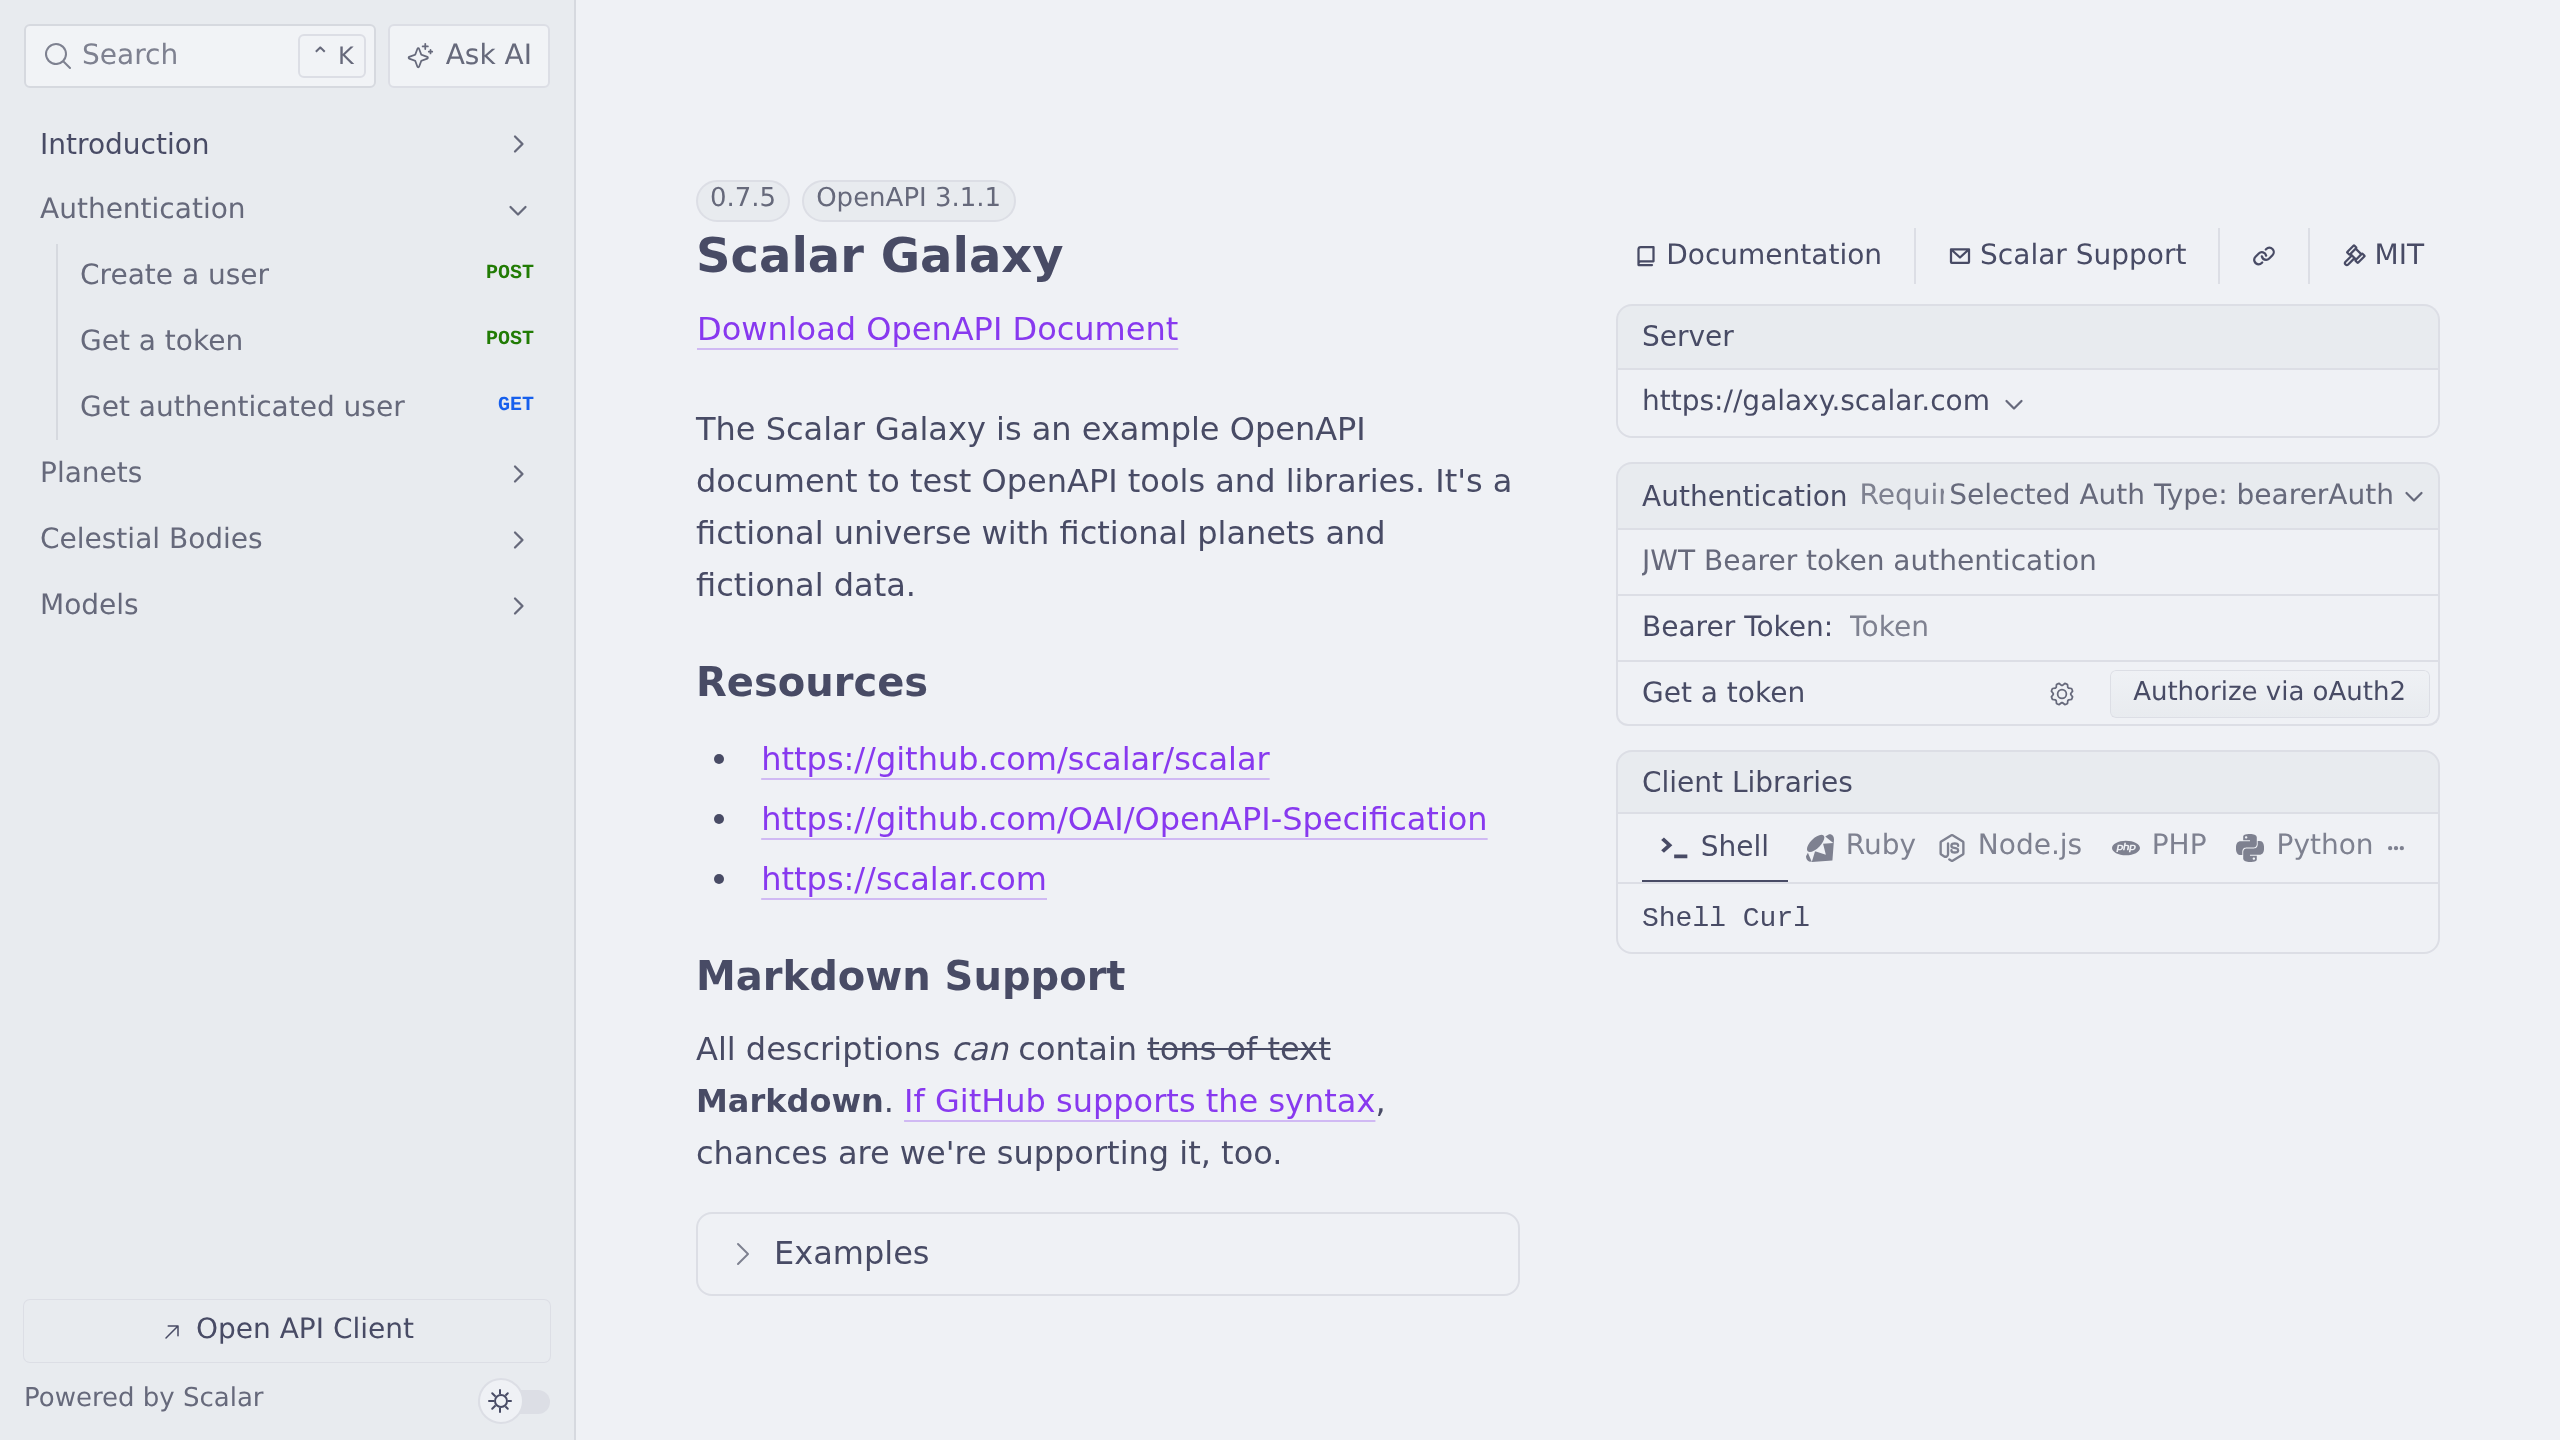 Search
⌃ K
Ask AI
Introduction
Authentication
Create a user POST
Get a token POST
Get authenticated user GET
Planets
Celestial Bodies
Models
Open API Client
Powered by Scalar
0.7.5
OpenAPI 3.1.1
Scalar Galaxy
Download OpenAPI Document
The Scalar Galaxy is an example OpenAPI
document to test OpenAPI tools and libraries. It's a
fictional universe with fictional planets and
fictional data.
Resources
• https://github.com/scalar/scalar
• https://github.com/OAI/OpenAPI-Specification
• https://scalar.com
Markdown Support
All descriptions can contain tons of text
Markdown. If GitHub supports the syntax,
chances are we're supporting it, too.
Examples
Documentation
Scalar Support
MIT
Server
https://galaxy.scalar.com
Authentication Selected Auth Type: bearerAuth
JWT Bearer token authentication
Bearer Token: Token
Get a token
Authorize via oAuth2
Client Libraries
Shell
Ruby
Node.js
PHP
Python
Shell Curl